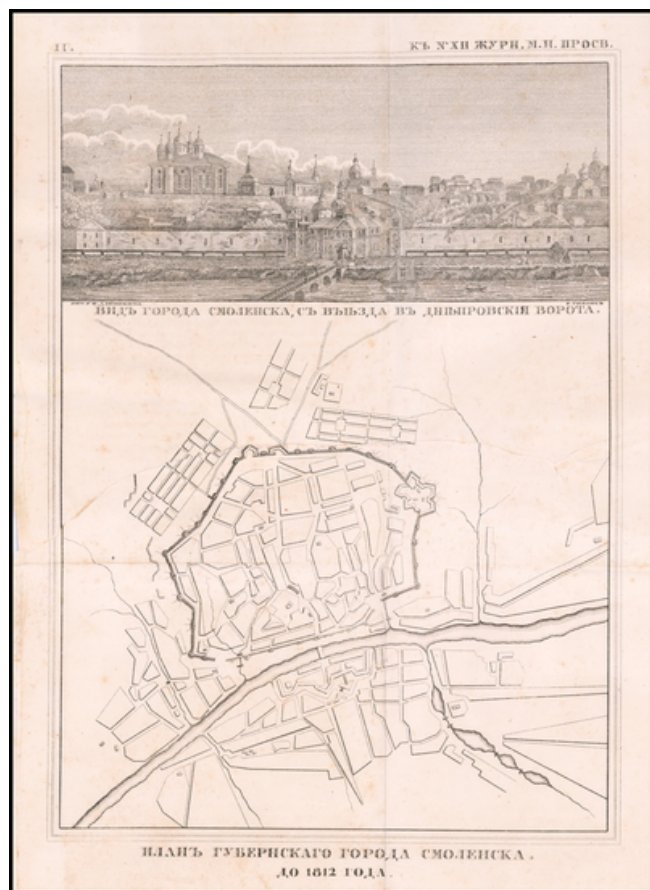 II.
КЪ №XII ЖУРН. М.Н. ПРОСВ.
ВИДЪ ГОРОДА СМОЛЕНСКА, СЪ ВЪѢЗДА ВЪ ДНѢПРОВСКІЯ ВОРОТА.
ПЛАНЪ ГУБЕРНСКАГО ГОРОДА СМОЛЕНСКА.
ДО 1812 ГОДА.